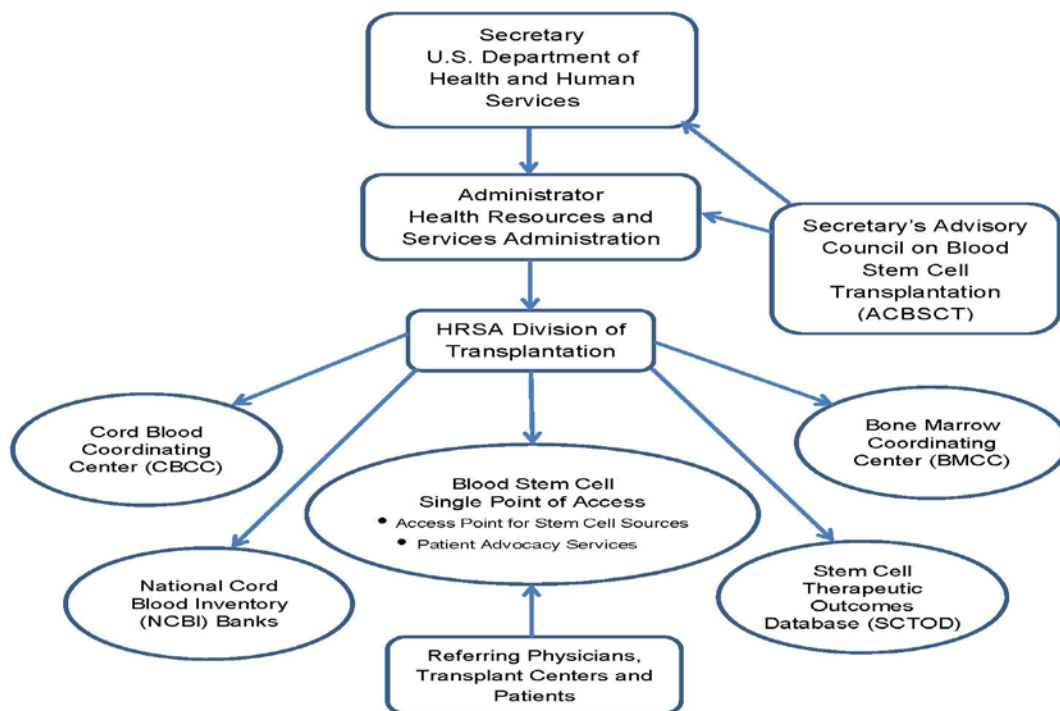 Secretary
U.S. Department of
Health and Human
Services
Administrator
Health Resources and
Services Administration
Secretary's Advisory
Council on Blood
Stem Cell
Transplantation
(ACBSCT)
HRSA Division of
Transplantation
Cord Blood
Coordinating
Center (CBCC)
Bone Marrow
Coordinating
Center (BMCC)
Blood Stem Cell
Single Point of Access
• Access Point for Stem Cell Sources
• Patient Advocacy Services
National Cord
Blood Inventory
(NCBI) Banks
Stem Cell
Therapeutic
Outcomes
Database (SCTOD)
Referring Physicians,
Transplant Centers and
Patients